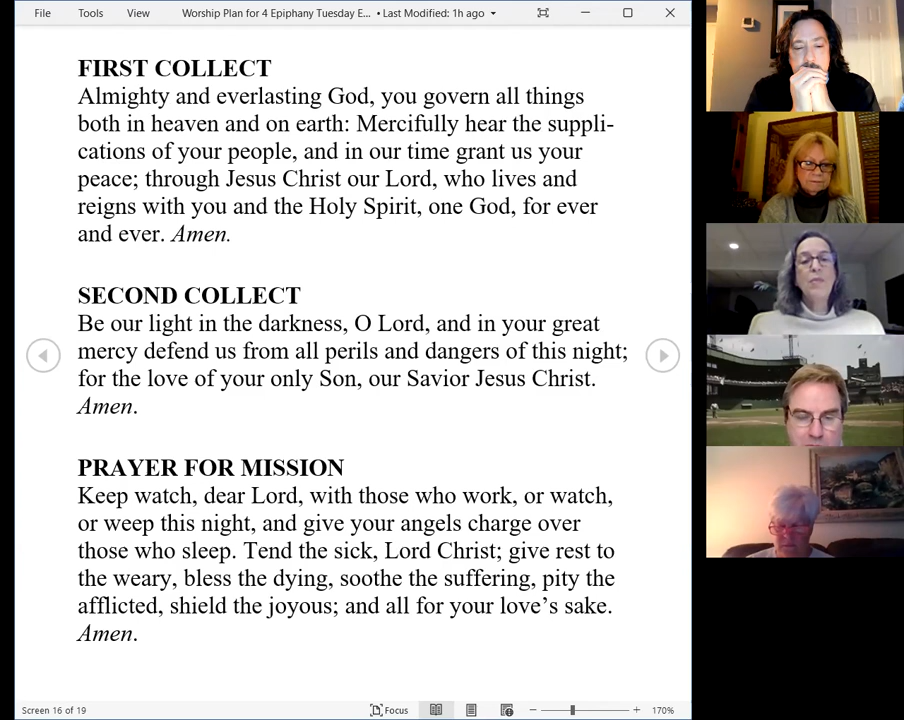 File Tools View Worship Plan for 4 Epiphany Tuesday E... • Last Modified: 1h ago
FIRST COLLECT
Almighty and everlasting God, you govern all things
both in heaven and on earth: Mercifully hear the suppli-
cations of your people, and in our time grant us your
peace; through Jesus Christ our Lord, who lives and
reigns with you and the Holy Spirit, one God, for ever
and ever. Amen.
SECOND COLLECT
Be our light in the darkness, O Lord, and in your great
mercy defend us from all perils and dangers of this night;
for the love of your only Son, our Savior Jesus Christ.
Amen.
PRAYER FOR MISSION
Keep watch, dear Lord, with those who work, or watch,
or weep this night, and give your angels charge over
those who sleep. Tend the sick, Lord Christ; give rest to
the weary, bless the dying, soothe the suffering, pity the
afflicted, shield the joyous; and all for your love’s sake.
Amen.
Screen 16 of 19 Focus 170%